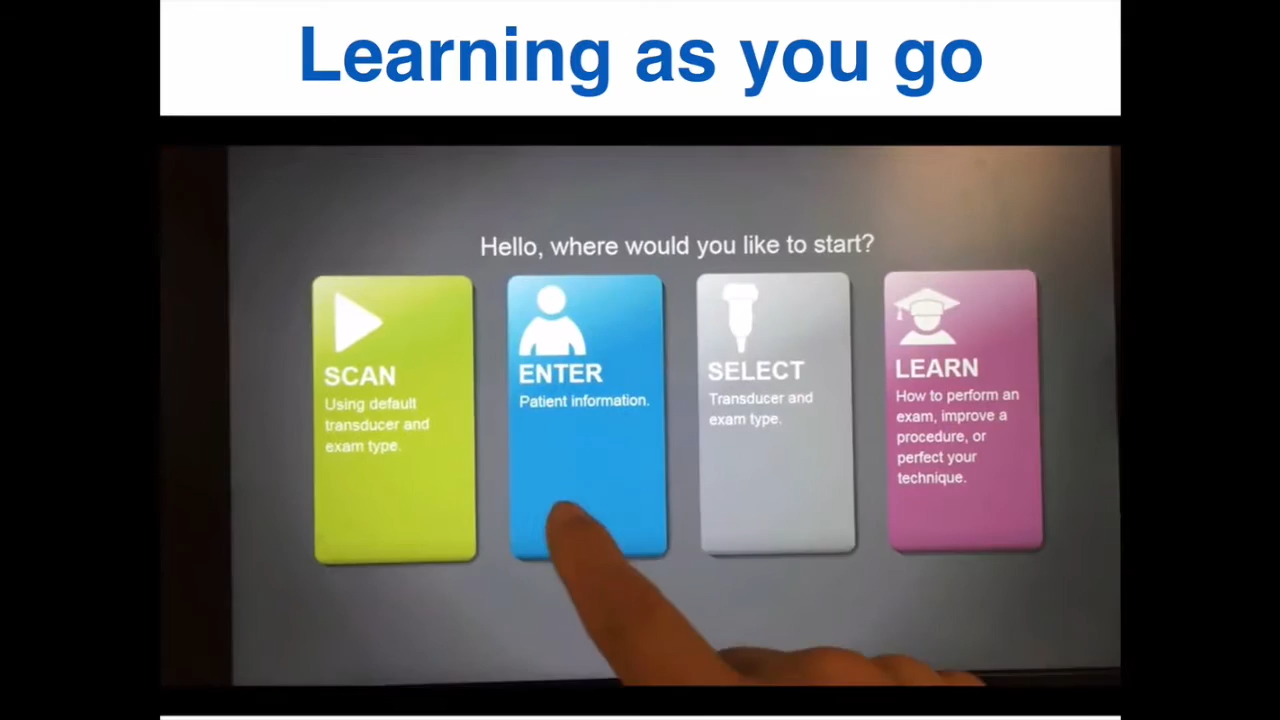 Learning as you go
Hello, where would you like to start?
SCAN
Using default
transducer and
exam type.
ENTER
Patient information.
SELECT
Transducer and
exam type.
LEARN
How to perform an
exam, improve a
procedure, or
perfect your
technique.